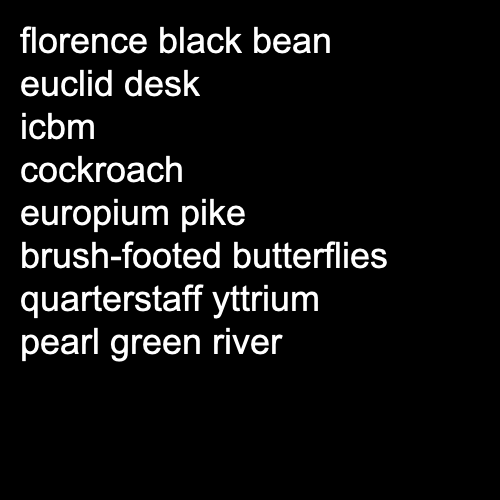 florence black bean
euclid desk
icbm
cockroach
europium pike
brush-footed butterflies
quarterstaff yttrium
pearl green river